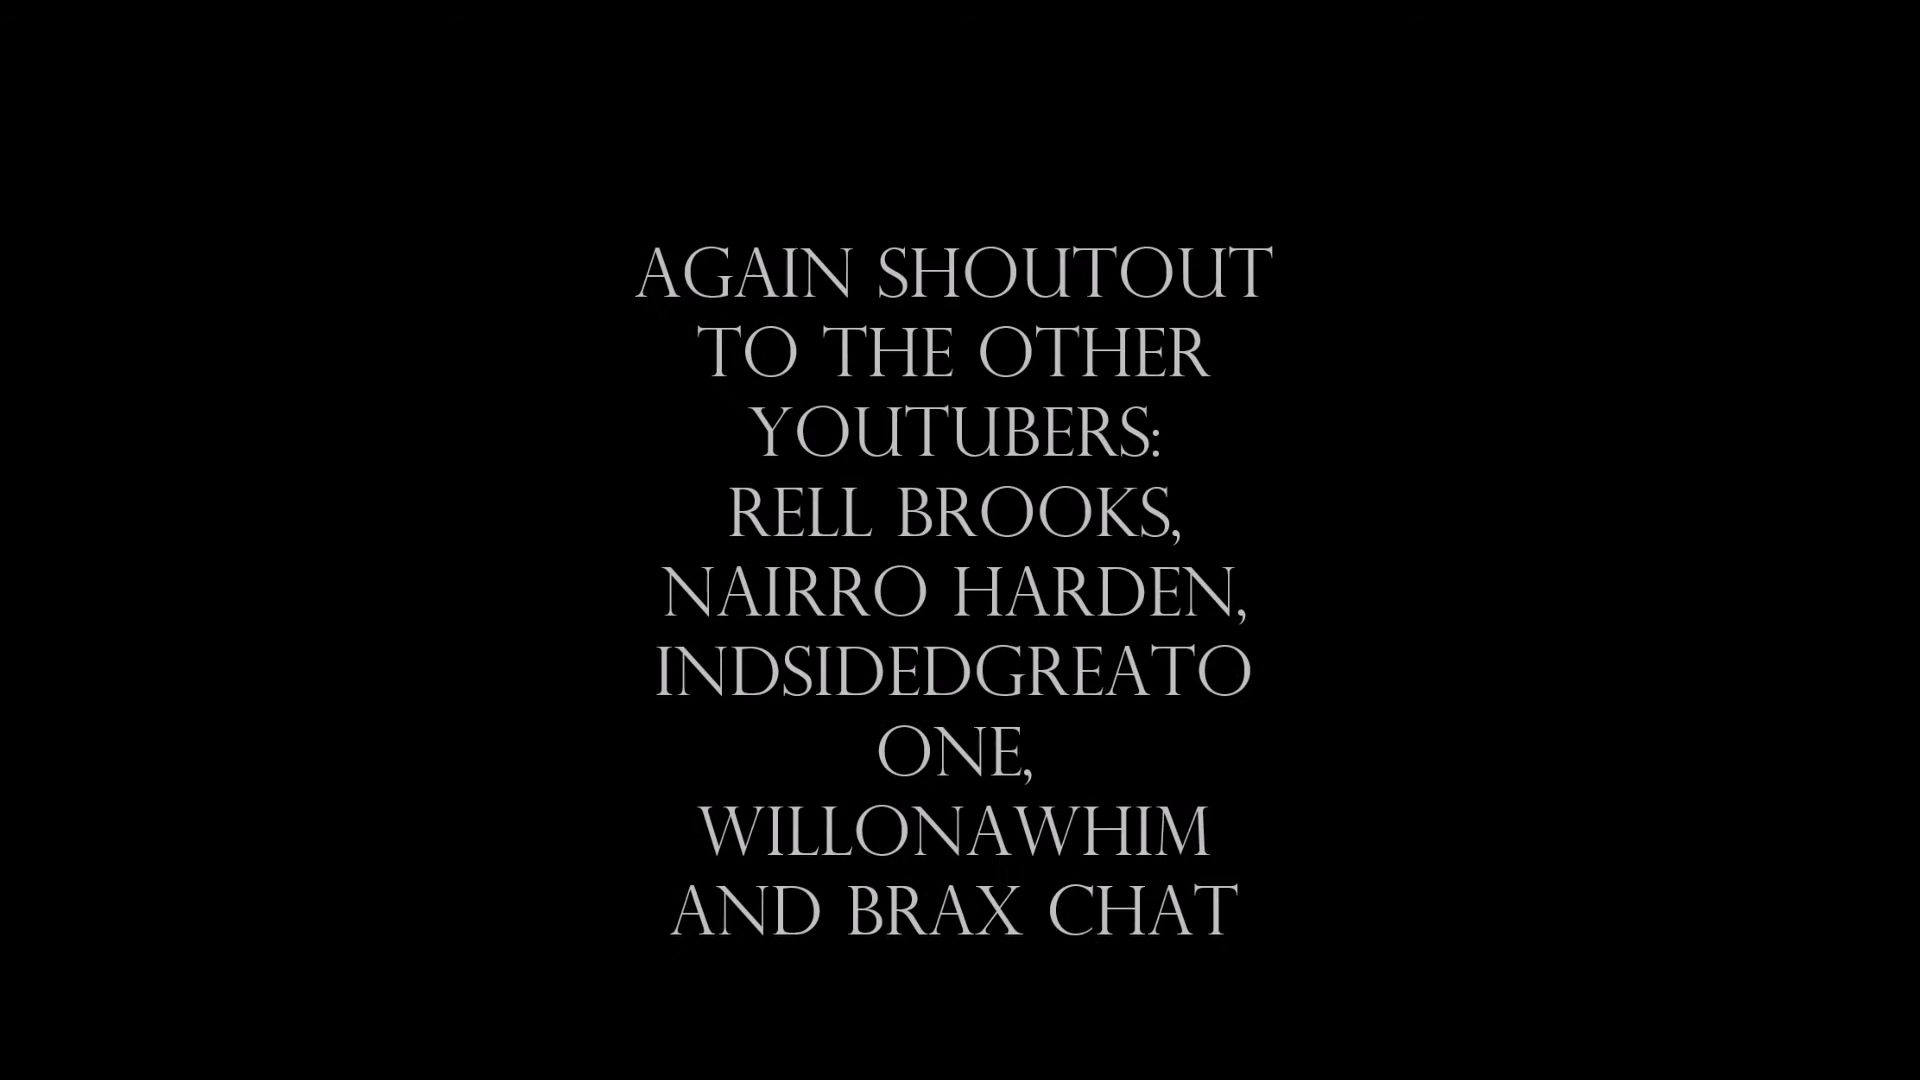 AGAIN SHOUTOUT
TO THE OTHER
YOUTUBERS:
RELL BROOKS,
NAIRRO HARDEN,
INDSIDEDGREATO
ONE,
WILLONAWHIM
AND BRAX CHAT